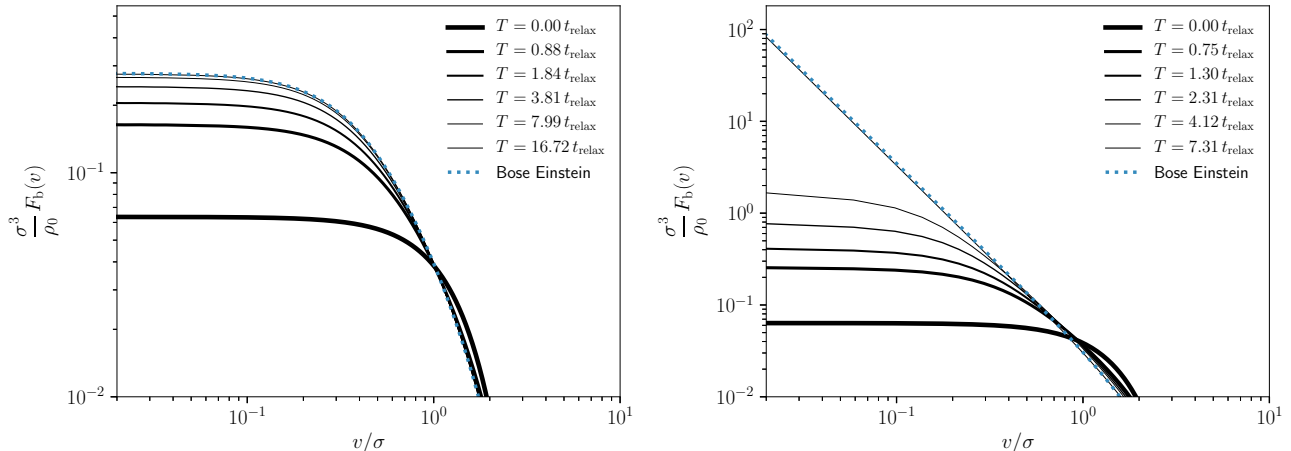 T = 0.00 t_relax
T = 0.88 t_relax
T = 1.84 t_relax
T = 3.81 t_relax
T = 7.99 t_relax
T = 16.72 t_relax
Bose Einstein
10^{-1}
10^{-2}
σ^3/ρ_0 F_b(v)
10^{-1}
10^0
10^1
v/σ
T = 0.00 t_relax
T = 0.75 t_relax
T = 1.30 t_relax
T = 2.31 t_relax
T = 4.12 t_relax
T = 7.31 t_relax
Bose Einstein
10^2
10^1
10^0
10^{-1}
10^{-2}
σ^3/ρ_0 F_b(v)
10^{-1}
10^0
10^1
v/σ